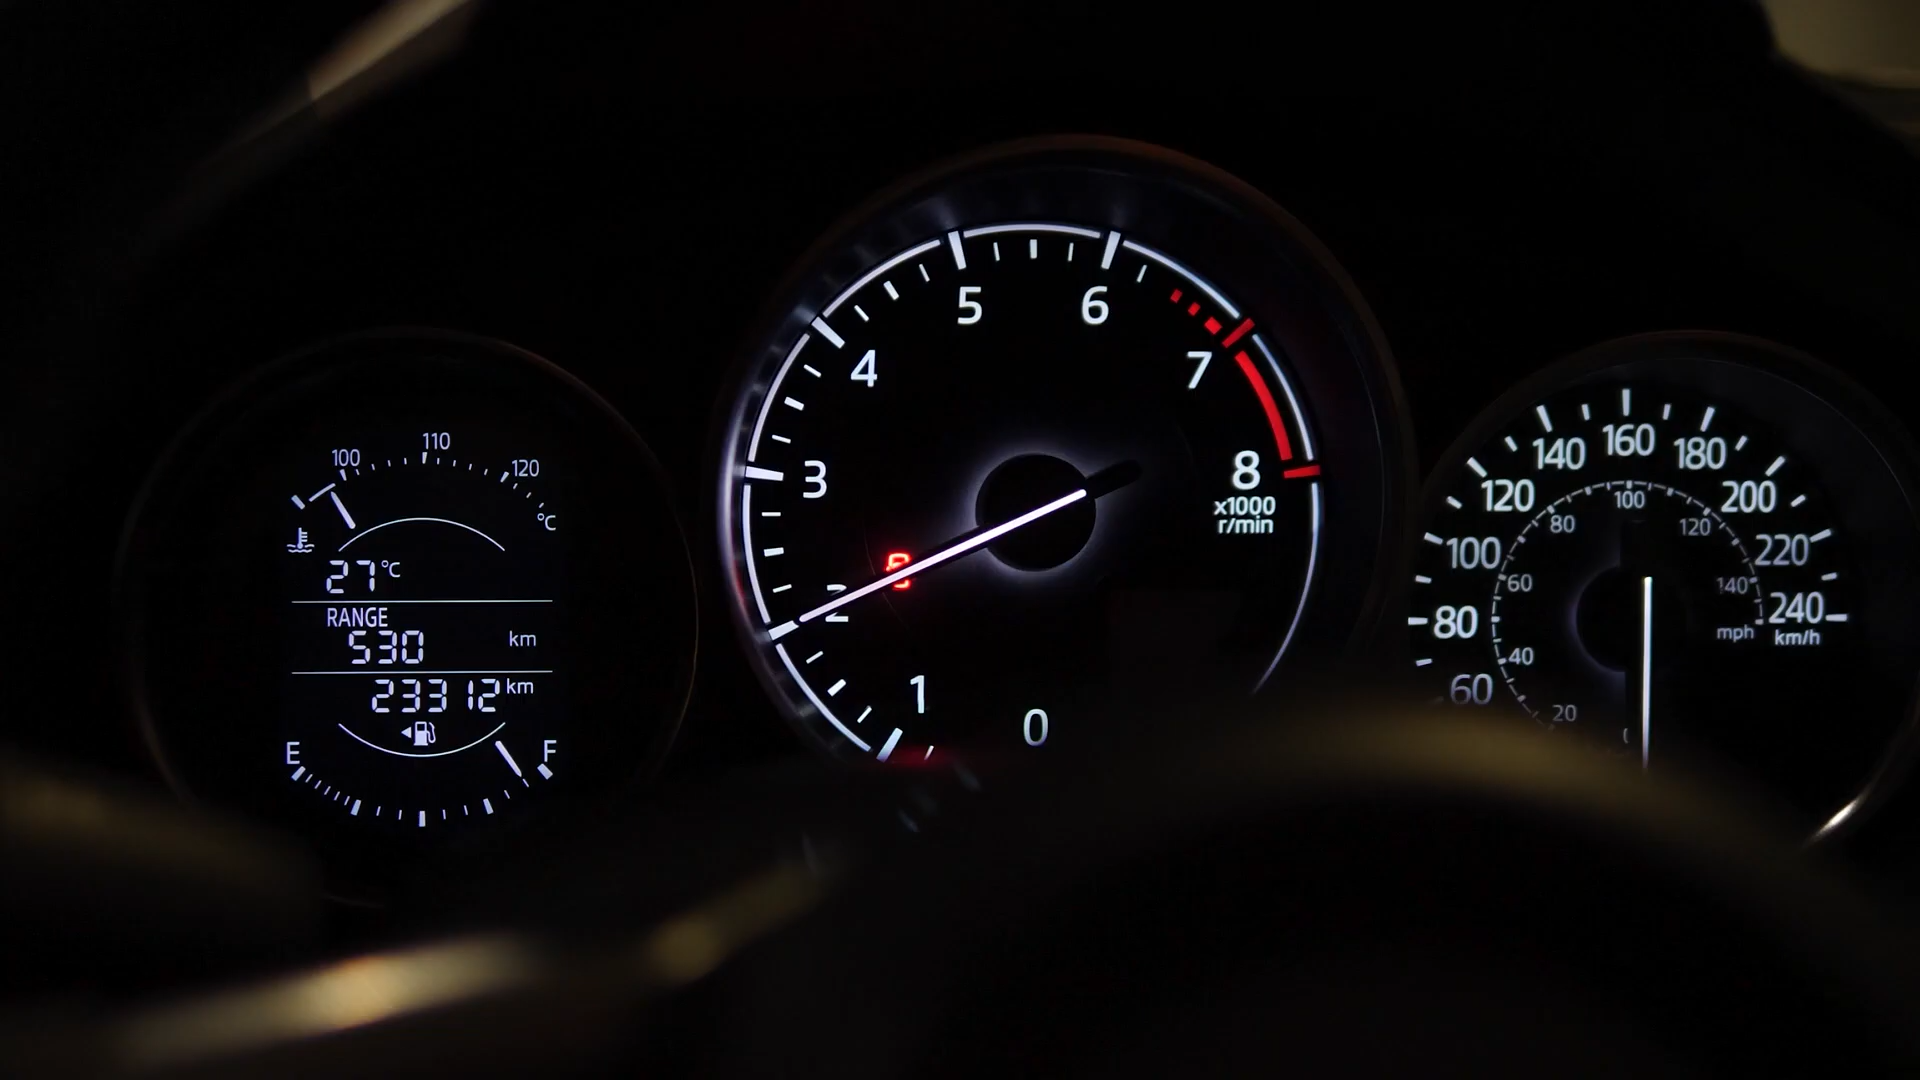 100 110 120
°C
27 °C
RANGE
530 km
23312 km
E F
0
1
2
3
4
5
6
7
8
x1000
r/min
60
80
100
120
140
160
180
200
220
240
km/h
20
40
60
80
100
120
140
mph